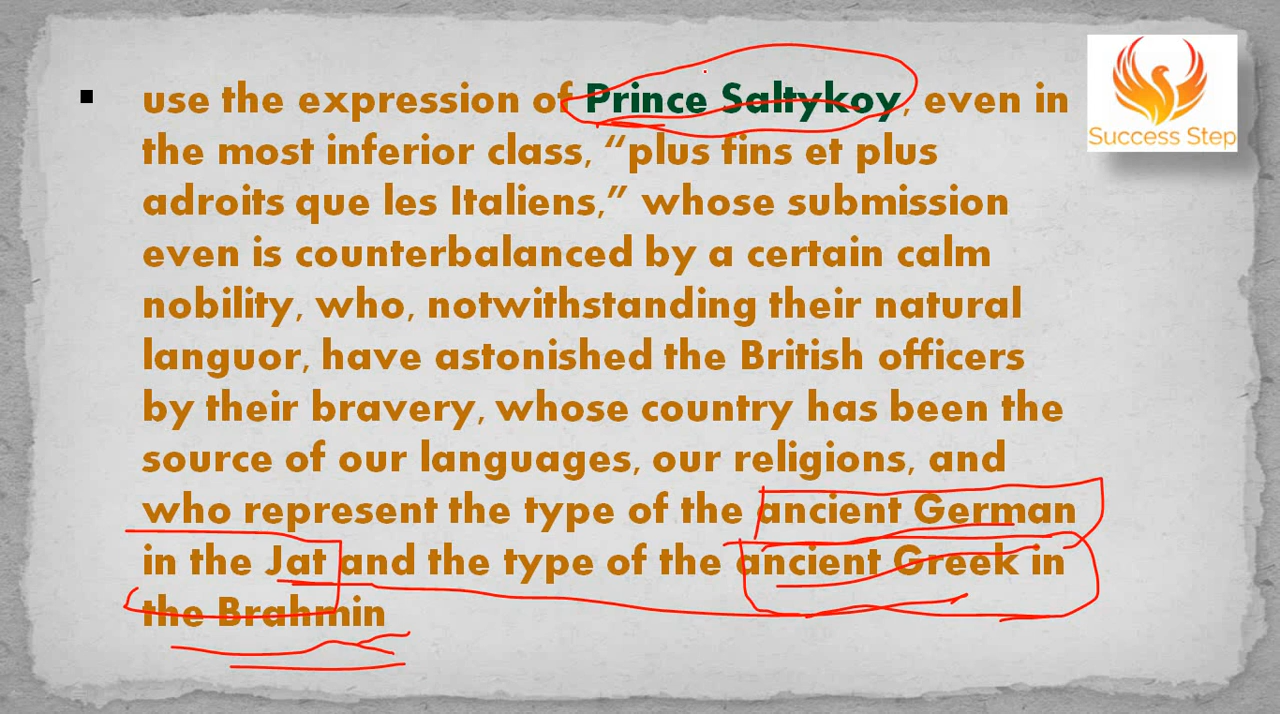 use the expression of Prince Saltykoy, even in
the most inferior class, “plus fins et plus
adroits que les Italiens,” whose submission
even is counterbalanced by a certain calm
nobility, who, notwithstanding their natural
languor, have astonished the British officers
by their bravery, whose country has been the
source of our languages, our religions, and
who represent the type of the ancient German
in the Jat and the type of the ancient Greek in
the Brahmin
Success Step